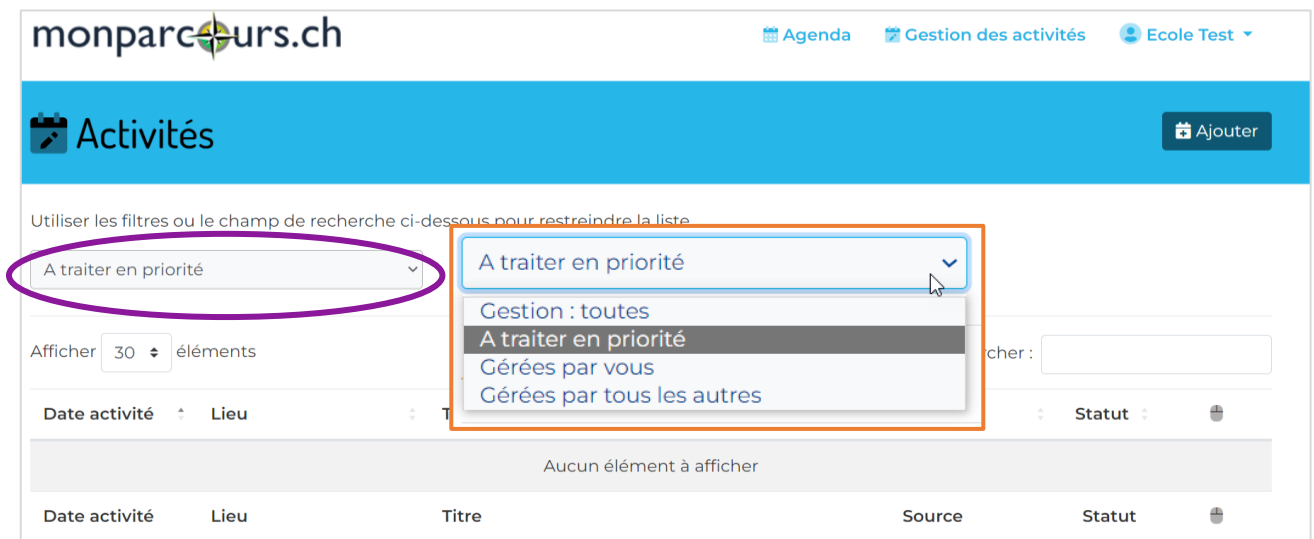 monparcours.ch
Agenda Gestion des activités Ecole Test
Activités
Ajouter
Utiliser les filtres ou le champ de recherche ci-dessous pour restreindre la liste
A traiter en priorité
A traiter en priorité
Gestion : toutes
A traiter en priorité
Gérées par vous
Gérées par tous les autres
Afficher 30 éléments
cher :
Date activité Lieu T Statut
Aucun élément à afficher
Date activité Lieu Titre Source Statut